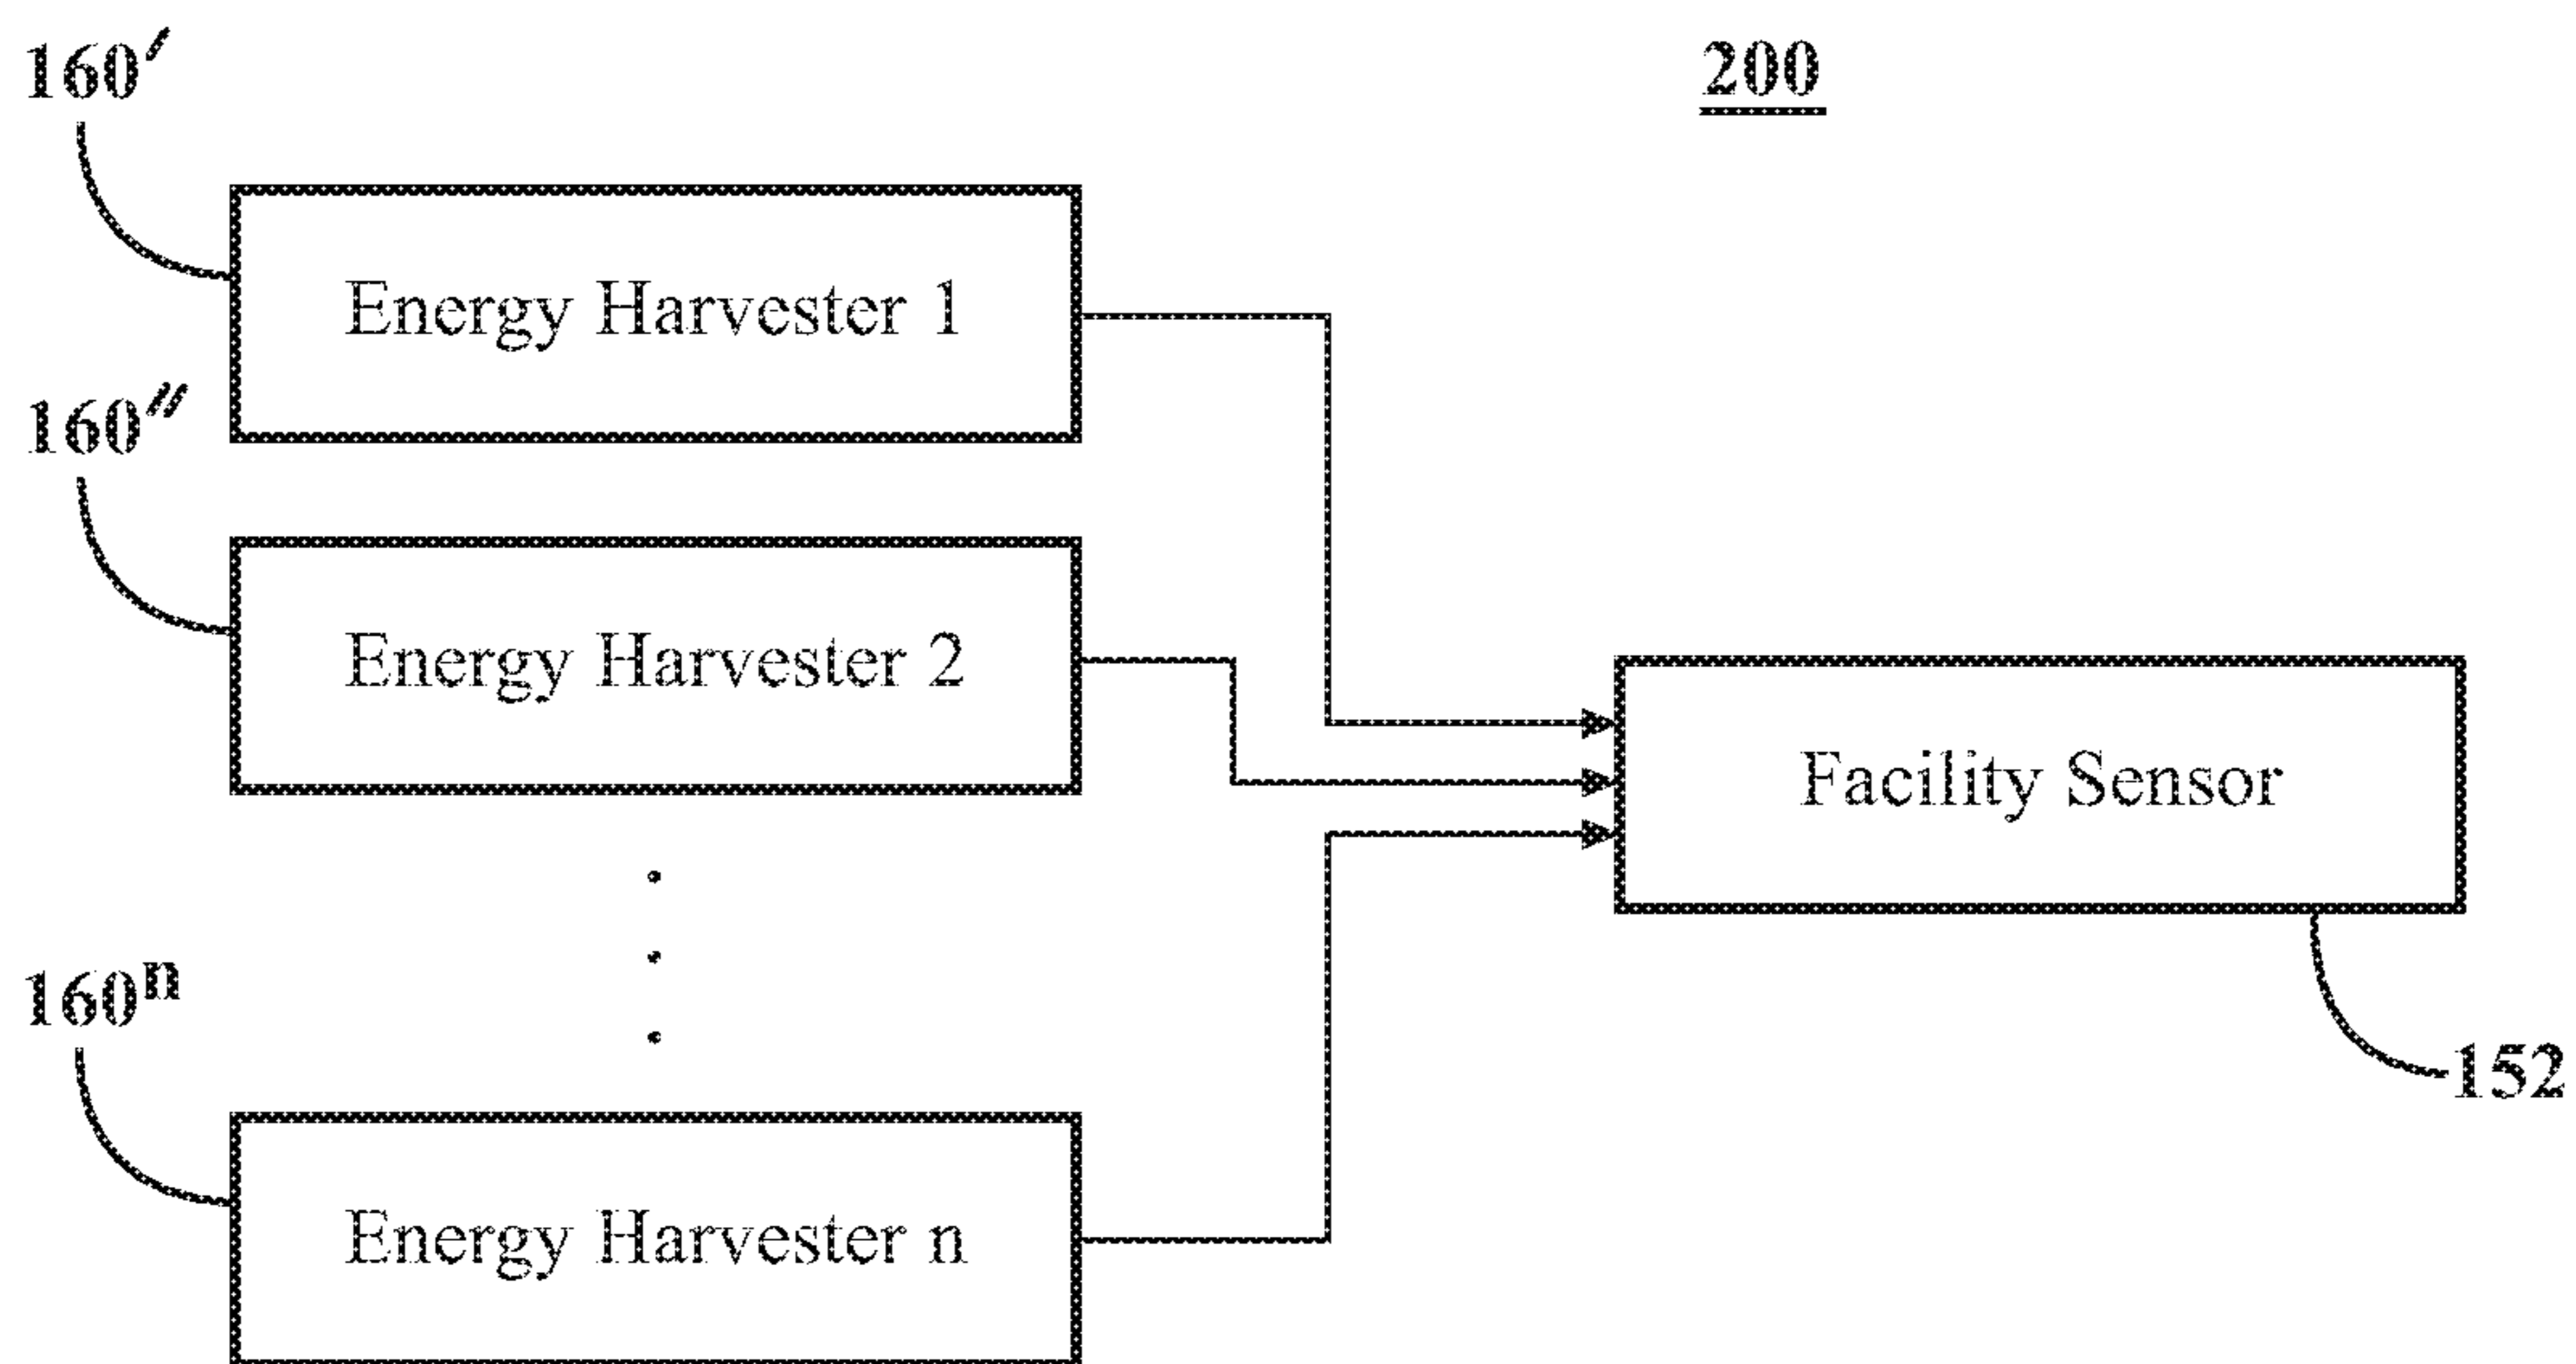 160′
200
Energy Harvester 1
160″
Energy Harvester 2
Facility Sensor
160ⁿ
152
Energy Harvester n